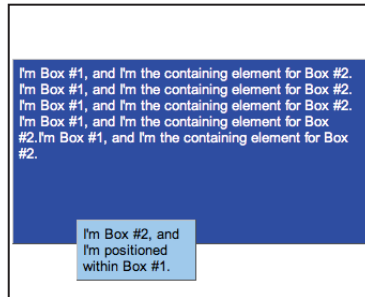 I'm Box #1, and I'm the containing element for Box #2.
I'm Box #1, and I'm the containing element for Box #2.
I'm Box #1, and I'm the containing element for Box #2.
I'm Box #1, and I'm the containing element for Box
#2.I'm Box #1, and I'm the containing element for Box
#2.
I'm Box #2, and
I'm positioned
within Box #1.